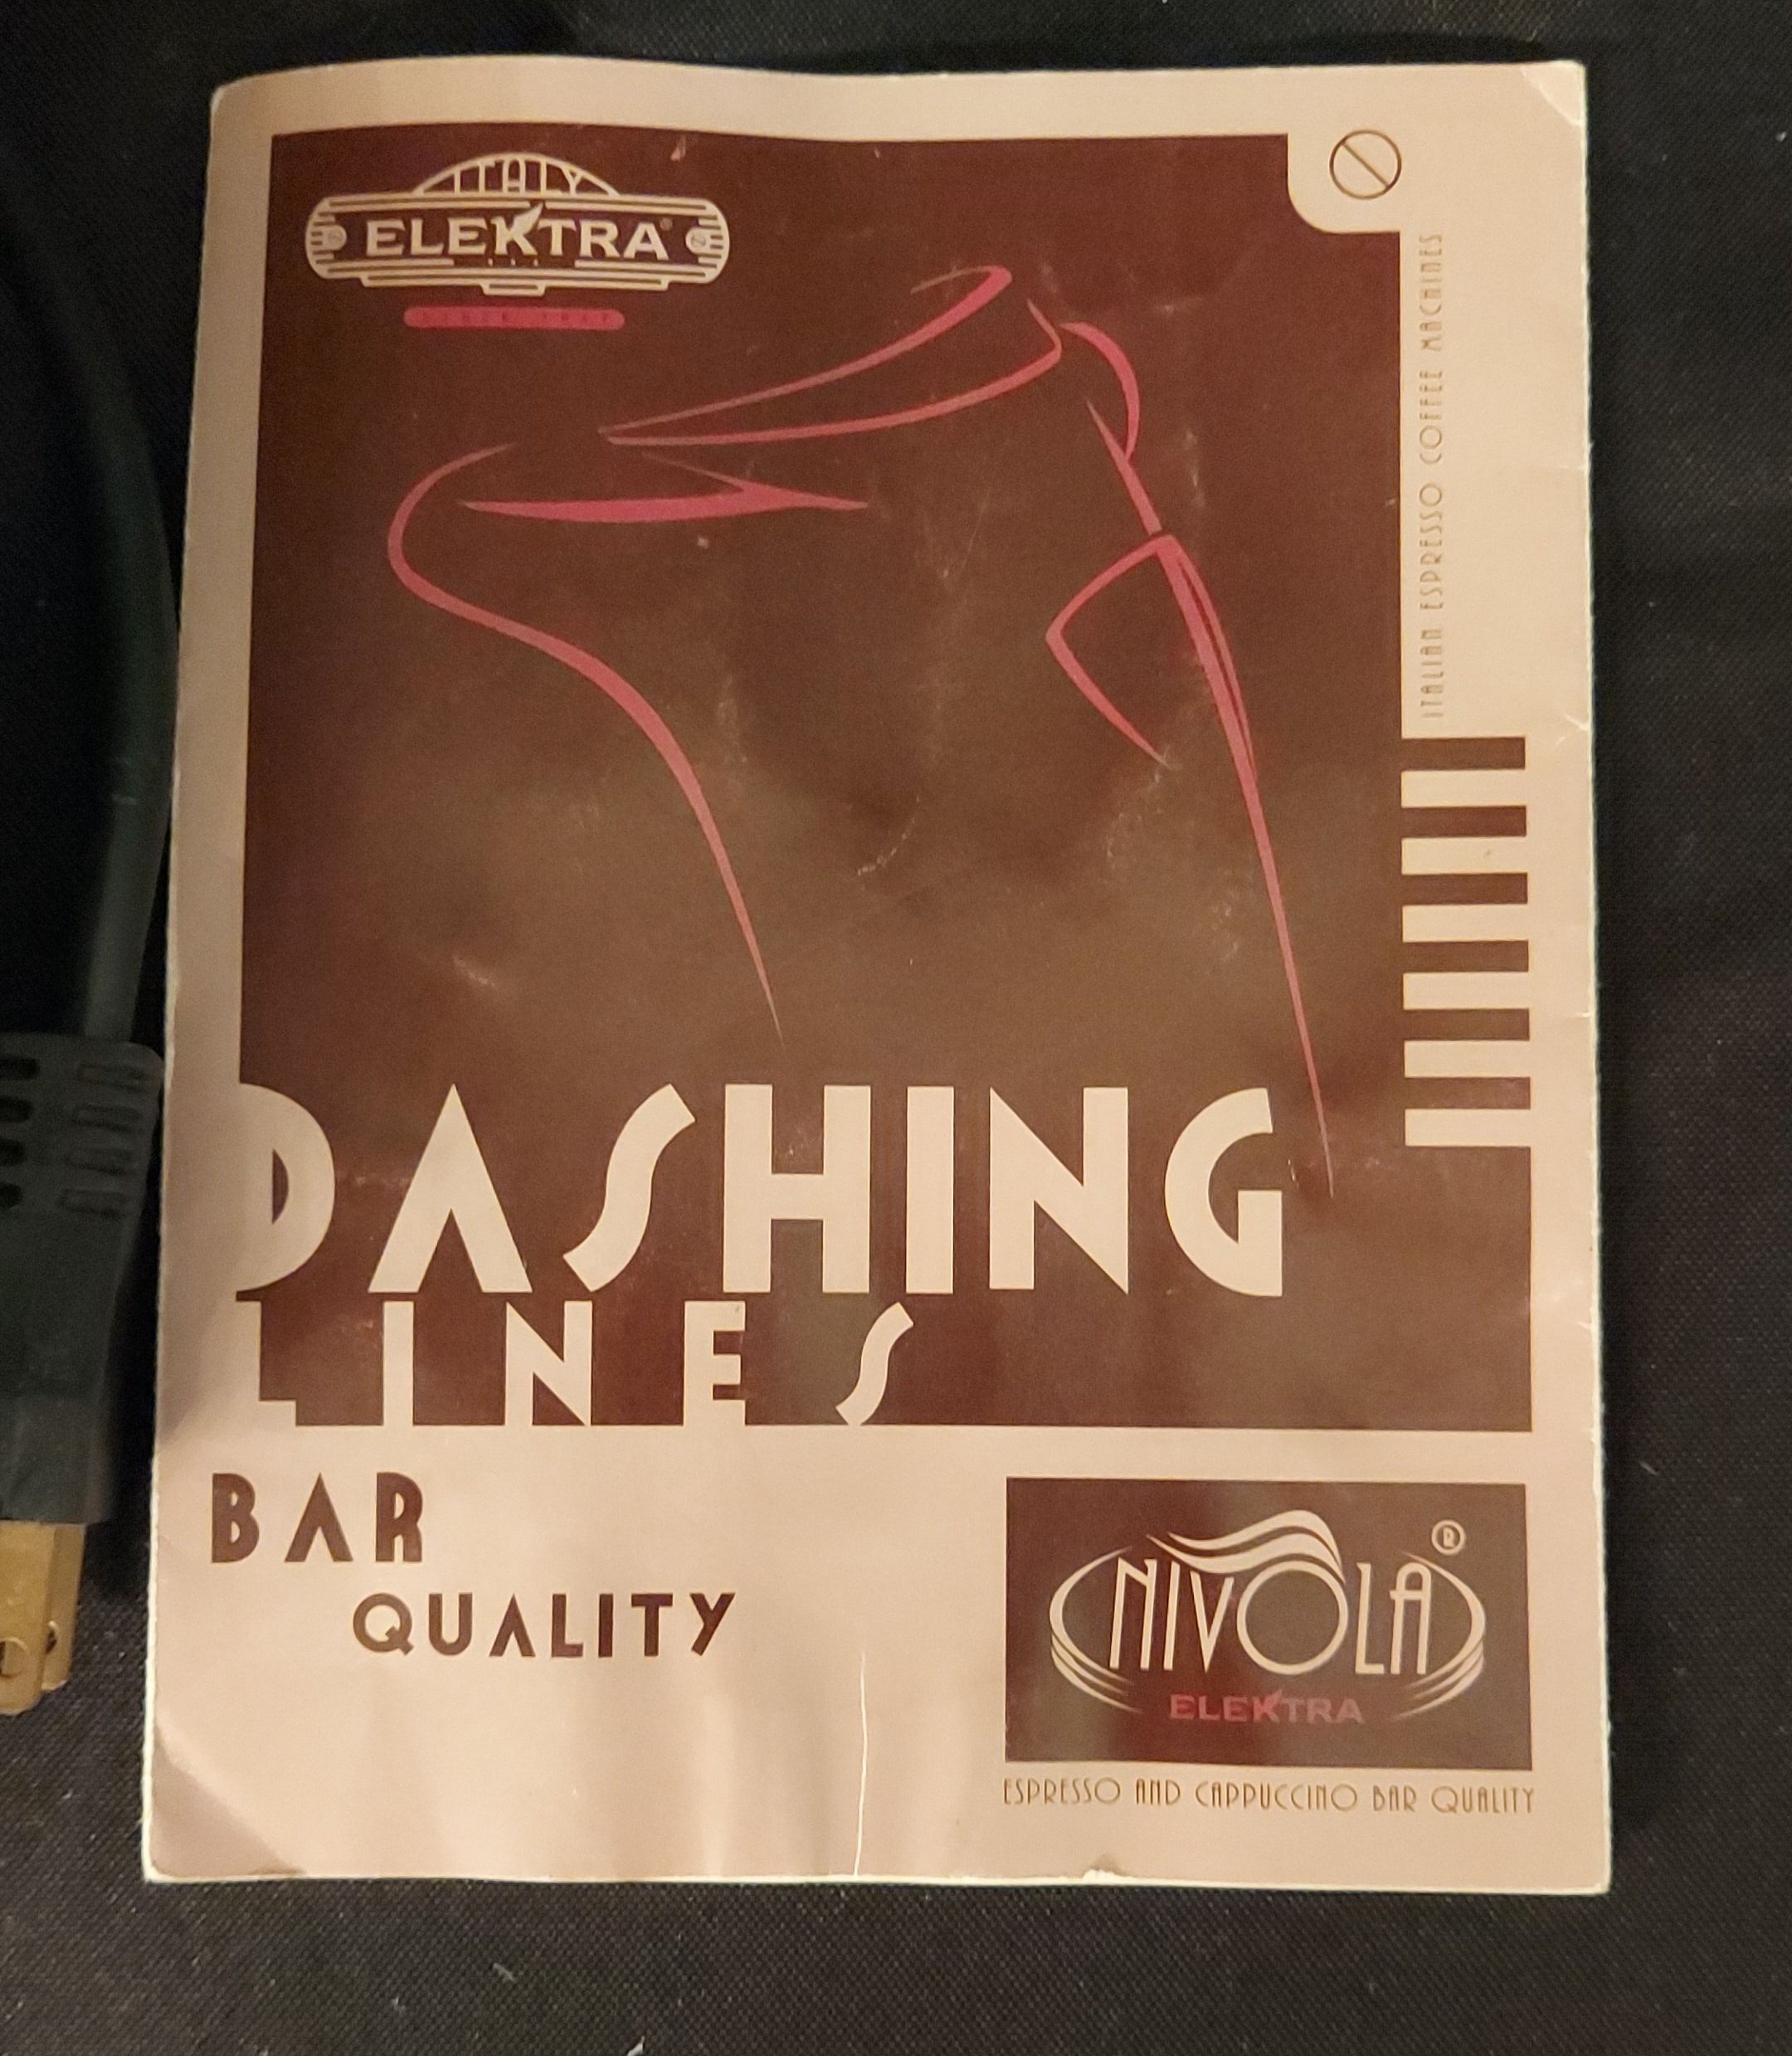 ITALY
ELEKTRA
ITALIAN ESPRESSO COFFEE MACHINES
DASHING
LINES
BAR
QUALITY
NIVOLA®
ELEKTRA
ESPRESSO AND CAPPUCCINO BAR QUALITY